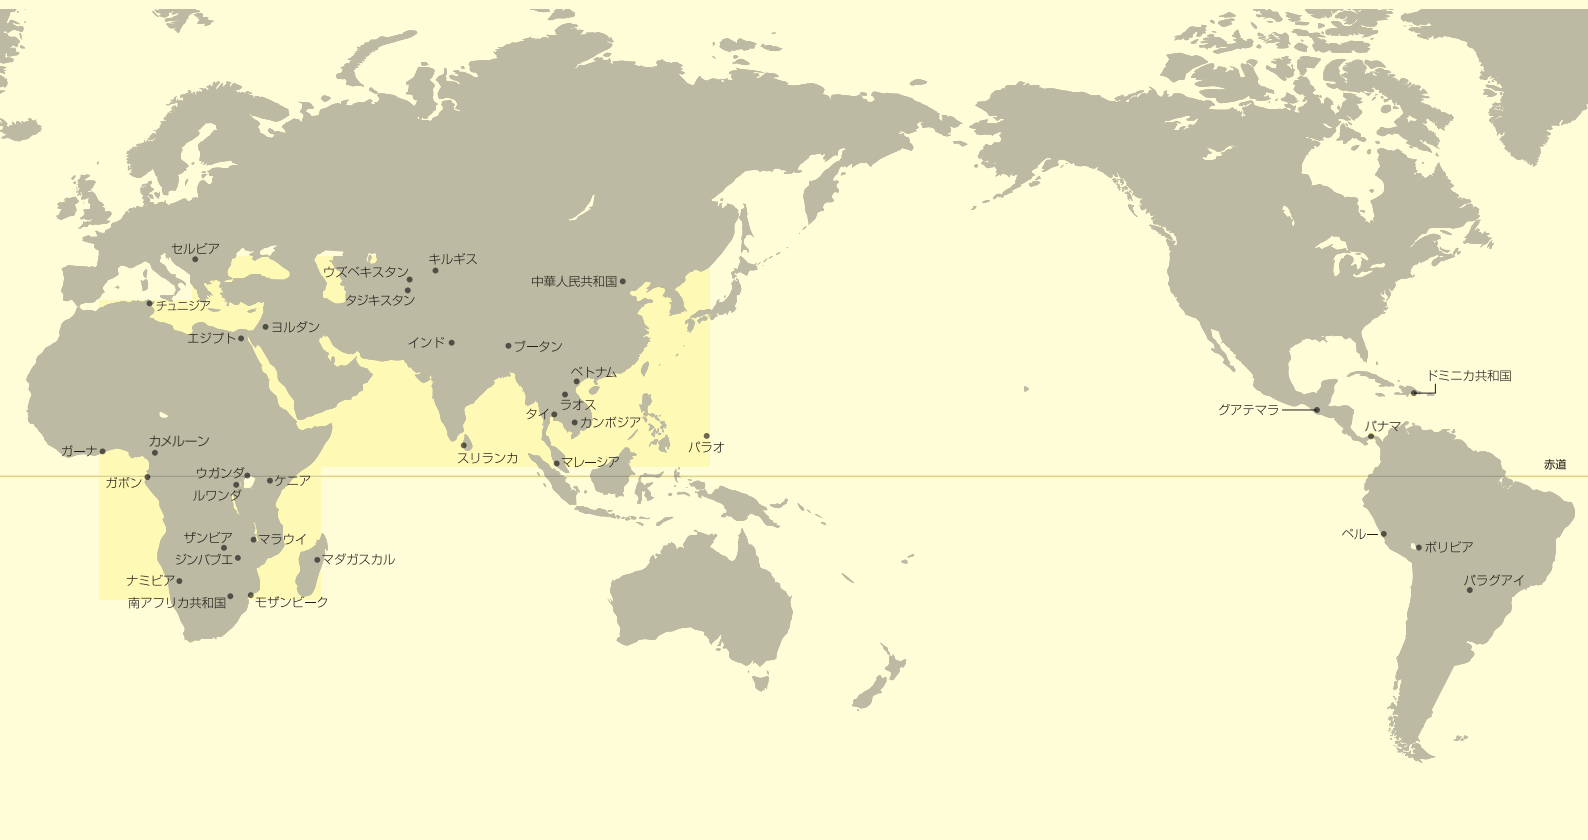 セルビア
キルギス
ウズベキスタン
中華人民共和国
タジキスタン
チュニジア
ヨルダン
エジプト
インド
ブータン
ベトナム
ドミニカ共和国
ラオス
グアテマラ
タイ
カンボジア
パナマ
カメルーン
パラオ
ガーナ
スリランカ
マレーシア
赤道
ウガンダ
ガボン
ケニア
ルワンダ
ペルー
ザンビア
マラウイ
ボリビア
ジンバブエ
マダガスカル
ナミビア
パラグアイ
南アフリカ共和国
モザンビーク